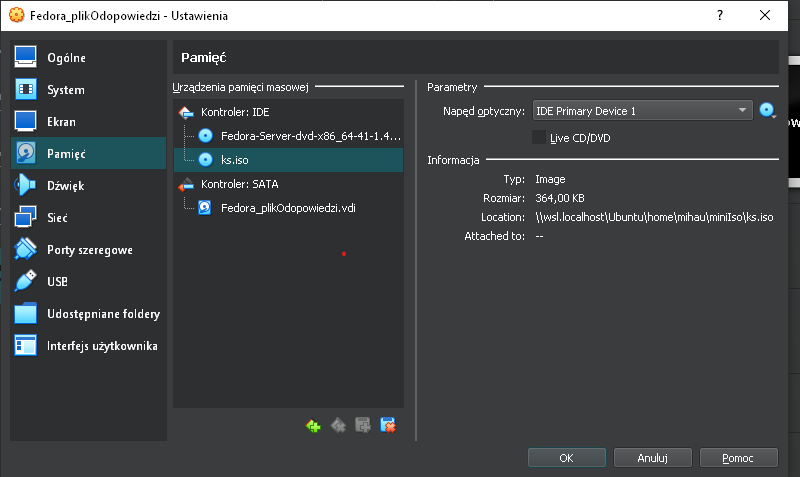 Fedora_plikOdopowiedzi - Ustawienia
?
Ogólne
System
Ekran
Pamięć
Dźwięk
Sieć
Porty szeregowe
USB
Udostępniane foldery
Interfejs użytkownika
Pamięć
Urządzenia pamięci masowej
Kontroler: IDE
Fedora-Server-dvd-x86_64-41-1.4...
ks.iso
Kontroler: SATA
Fedora_plikOdopowiedzi.vdi
Parametry
Napęd optyczny: IDE Primary Device 1
Live CD/DVD
Informacja
Typ: Image
Rozmiar: 364,00 KB
Location: \\wsl.localhost\Ubuntu\home\mihau\miniIso\ks.iso
Attached to: --
OK
Anuluj
Pomoc